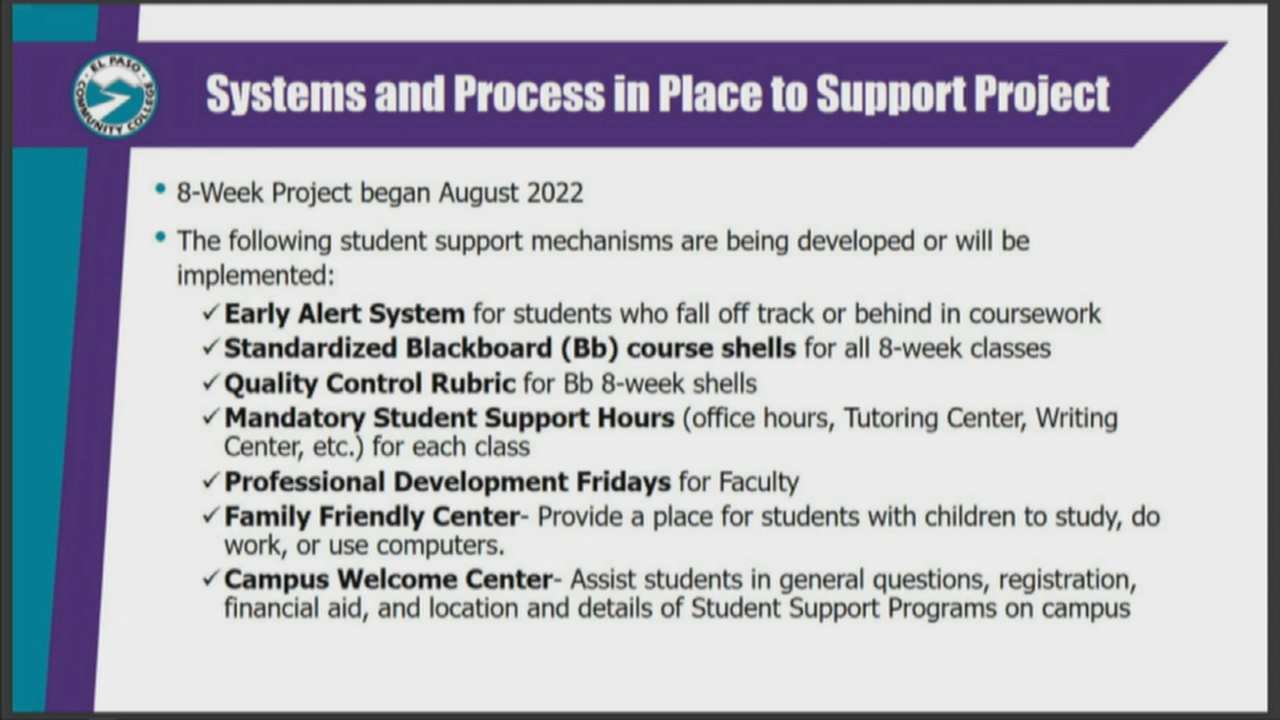 EL PASO
COMMUNITY COLLEGE
Systems and Process in Place to Support Project
• 8-Week Project began August 2022
• The following student support mechanisms are being developed or will be
implemented:
✓ Early Alert System for students who fall off track or behind in coursework
✓ Standardized Blackboard (Bb) course shells for all 8-week classes
✓ Quality Control Rubric for Bb 8-week shells
✓ Mandatory Student Support Hours (office hours, Tutoring Center, Writing
Center, etc.) for each class
✓ Professional Development Fridays for Faculty
✓ Family Friendly Center- Provide a place for students with children to study, do
work, or use computers.
✓ Campus Welcome Center- Assist students in general questions, registration,
financial aid, and location and details of Student Support Programs on campus